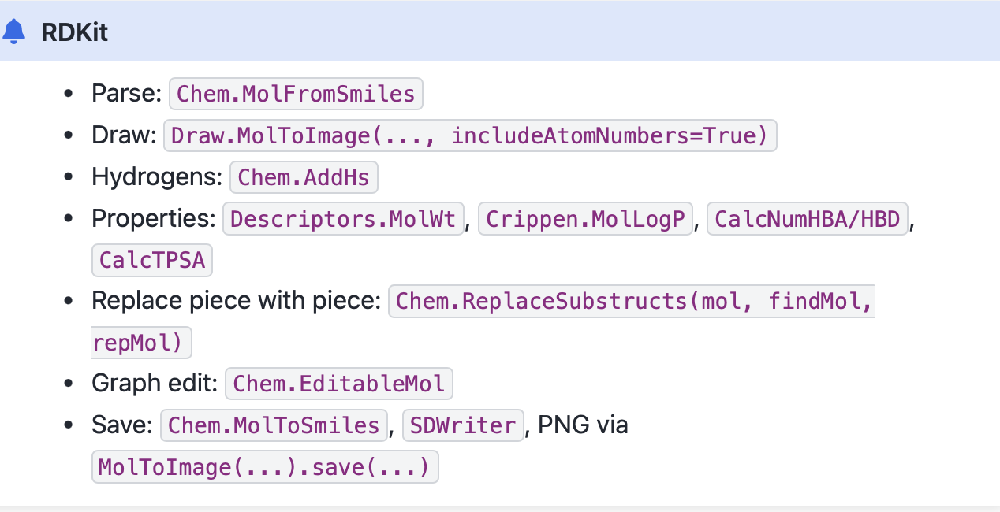 RDKit
• Parse: Chem.MolFromSmiles
• Draw: Draw.MolToImage(..., includeAtomNumbers=True)
• Hydrogens: Chem.AddHs
• Properties: Descriptors.MolWt, Crippen.MolLogP, CalcNumHBA/HBD,
CalcTPSA
• Replace piece with piece: Chem.ReplaceSubstructs(mol, findMol,
repMol)
• Graph edit: Chem.EditableMol
• Save: Chem.MolToSmiles, SDWriter, PNG via
MolToImage(...).save(...)